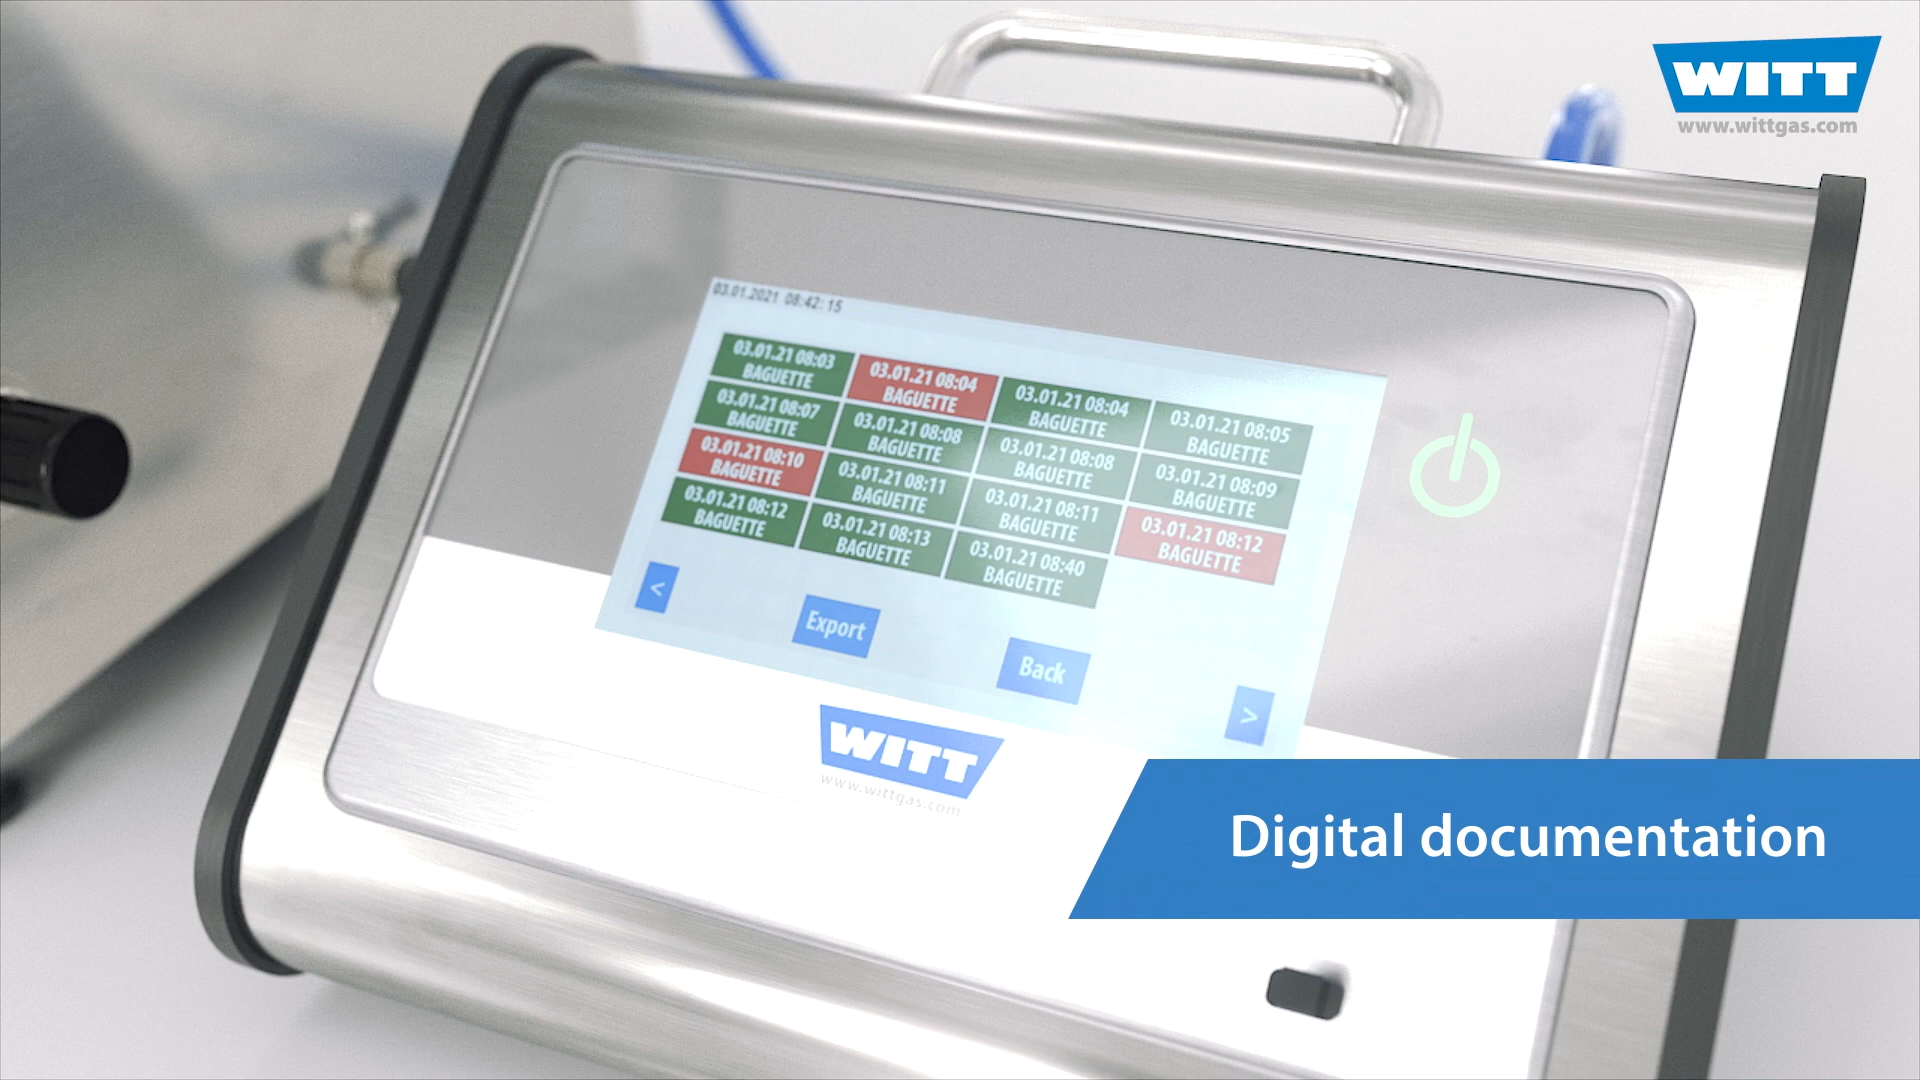 WITT
www.wittgas.com
03.01.2021 08:42:15
03.01.21 08:03
BAGUETTE
03.01.21 08:04
BAGUETTE
03.01.21 08:04
BAGUETTE
03.01.21 08:05
BAGUETTE
03.01.21 08:07
BAGUETTE
03.01.21 08:08
BAGUETTE
03.01.21 08:08
BAGUETTE
03.01.21 08:09
BAGUETTE
03.01.21 08:10
BAGUETTE
03.01.21 08:11
BAGUETTE
03.01.21 08:11
BAGUETTE
03.01.21 08:12
BAGUETTE
03.01.21 08:12
BAGUETTE
03.01.21 08:13
BAGUETTE
03.01.21 08:40
BAGUETTE
<
Export
Back
>
WITT
www.wittgas.com
Digital documentation